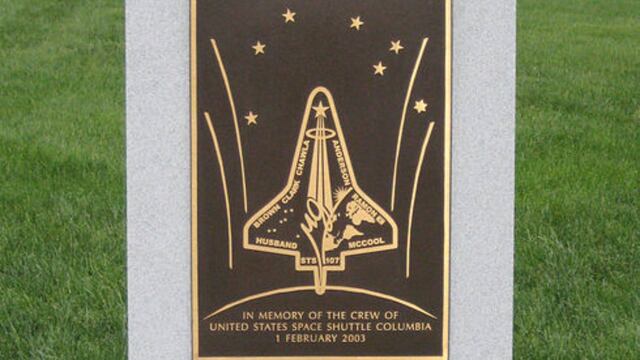 BROWN CLARK CHAWLA
ANDERSON
RAMON
HUSBAND
MCCOOL
STS 107
IN MEMORY OF THE CREW OF
UNITED STATES SPACE SHUTTLE COLUMBIA
1 FEBRUARY 2003